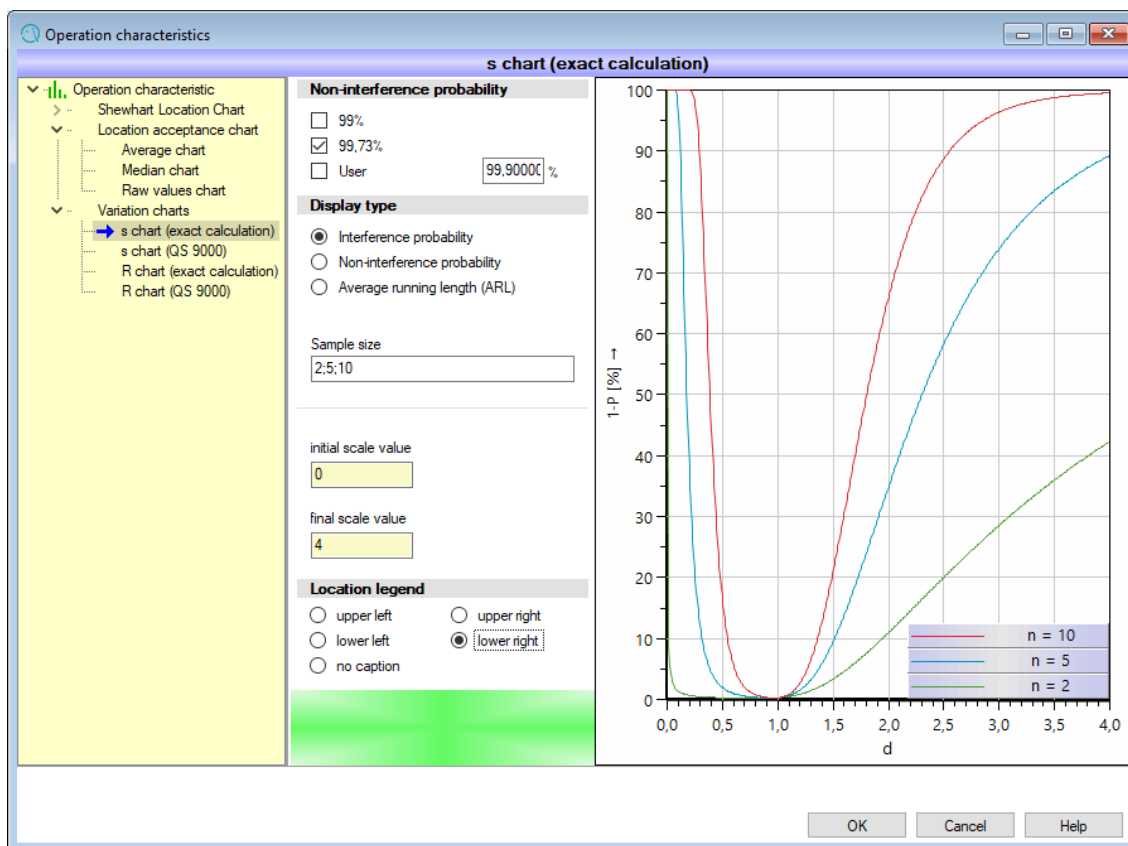 Operation characteristics
s chart (exact calculation)
Operation characteristic
Shewhart Location Chart
Location acceptance chart
Average chart
Median chart
Raw values chart
Variation charts
s chart (exact calculation)
s chart (QS 9000)
R chart (exact calculation)
R chart (QS 9000)
Non-interference probability
99%
99,73%
User 99,9000 %
Display type
Interference probability
Non-interference probability
Average running length (ARL)
Sample size
2;5;10
initial scale value
0
final scale value
4
Location legend
upper left upper right
lower left lower right
no caption
100
90
80
70
60
50
40
30
20
10
0
1-P [%] →
0,0 0,5 1,0 1,5 2,0 2,5 3,0 3,5 4,0
d
n = 10
n = 5
n = 2
OK Cancel Help